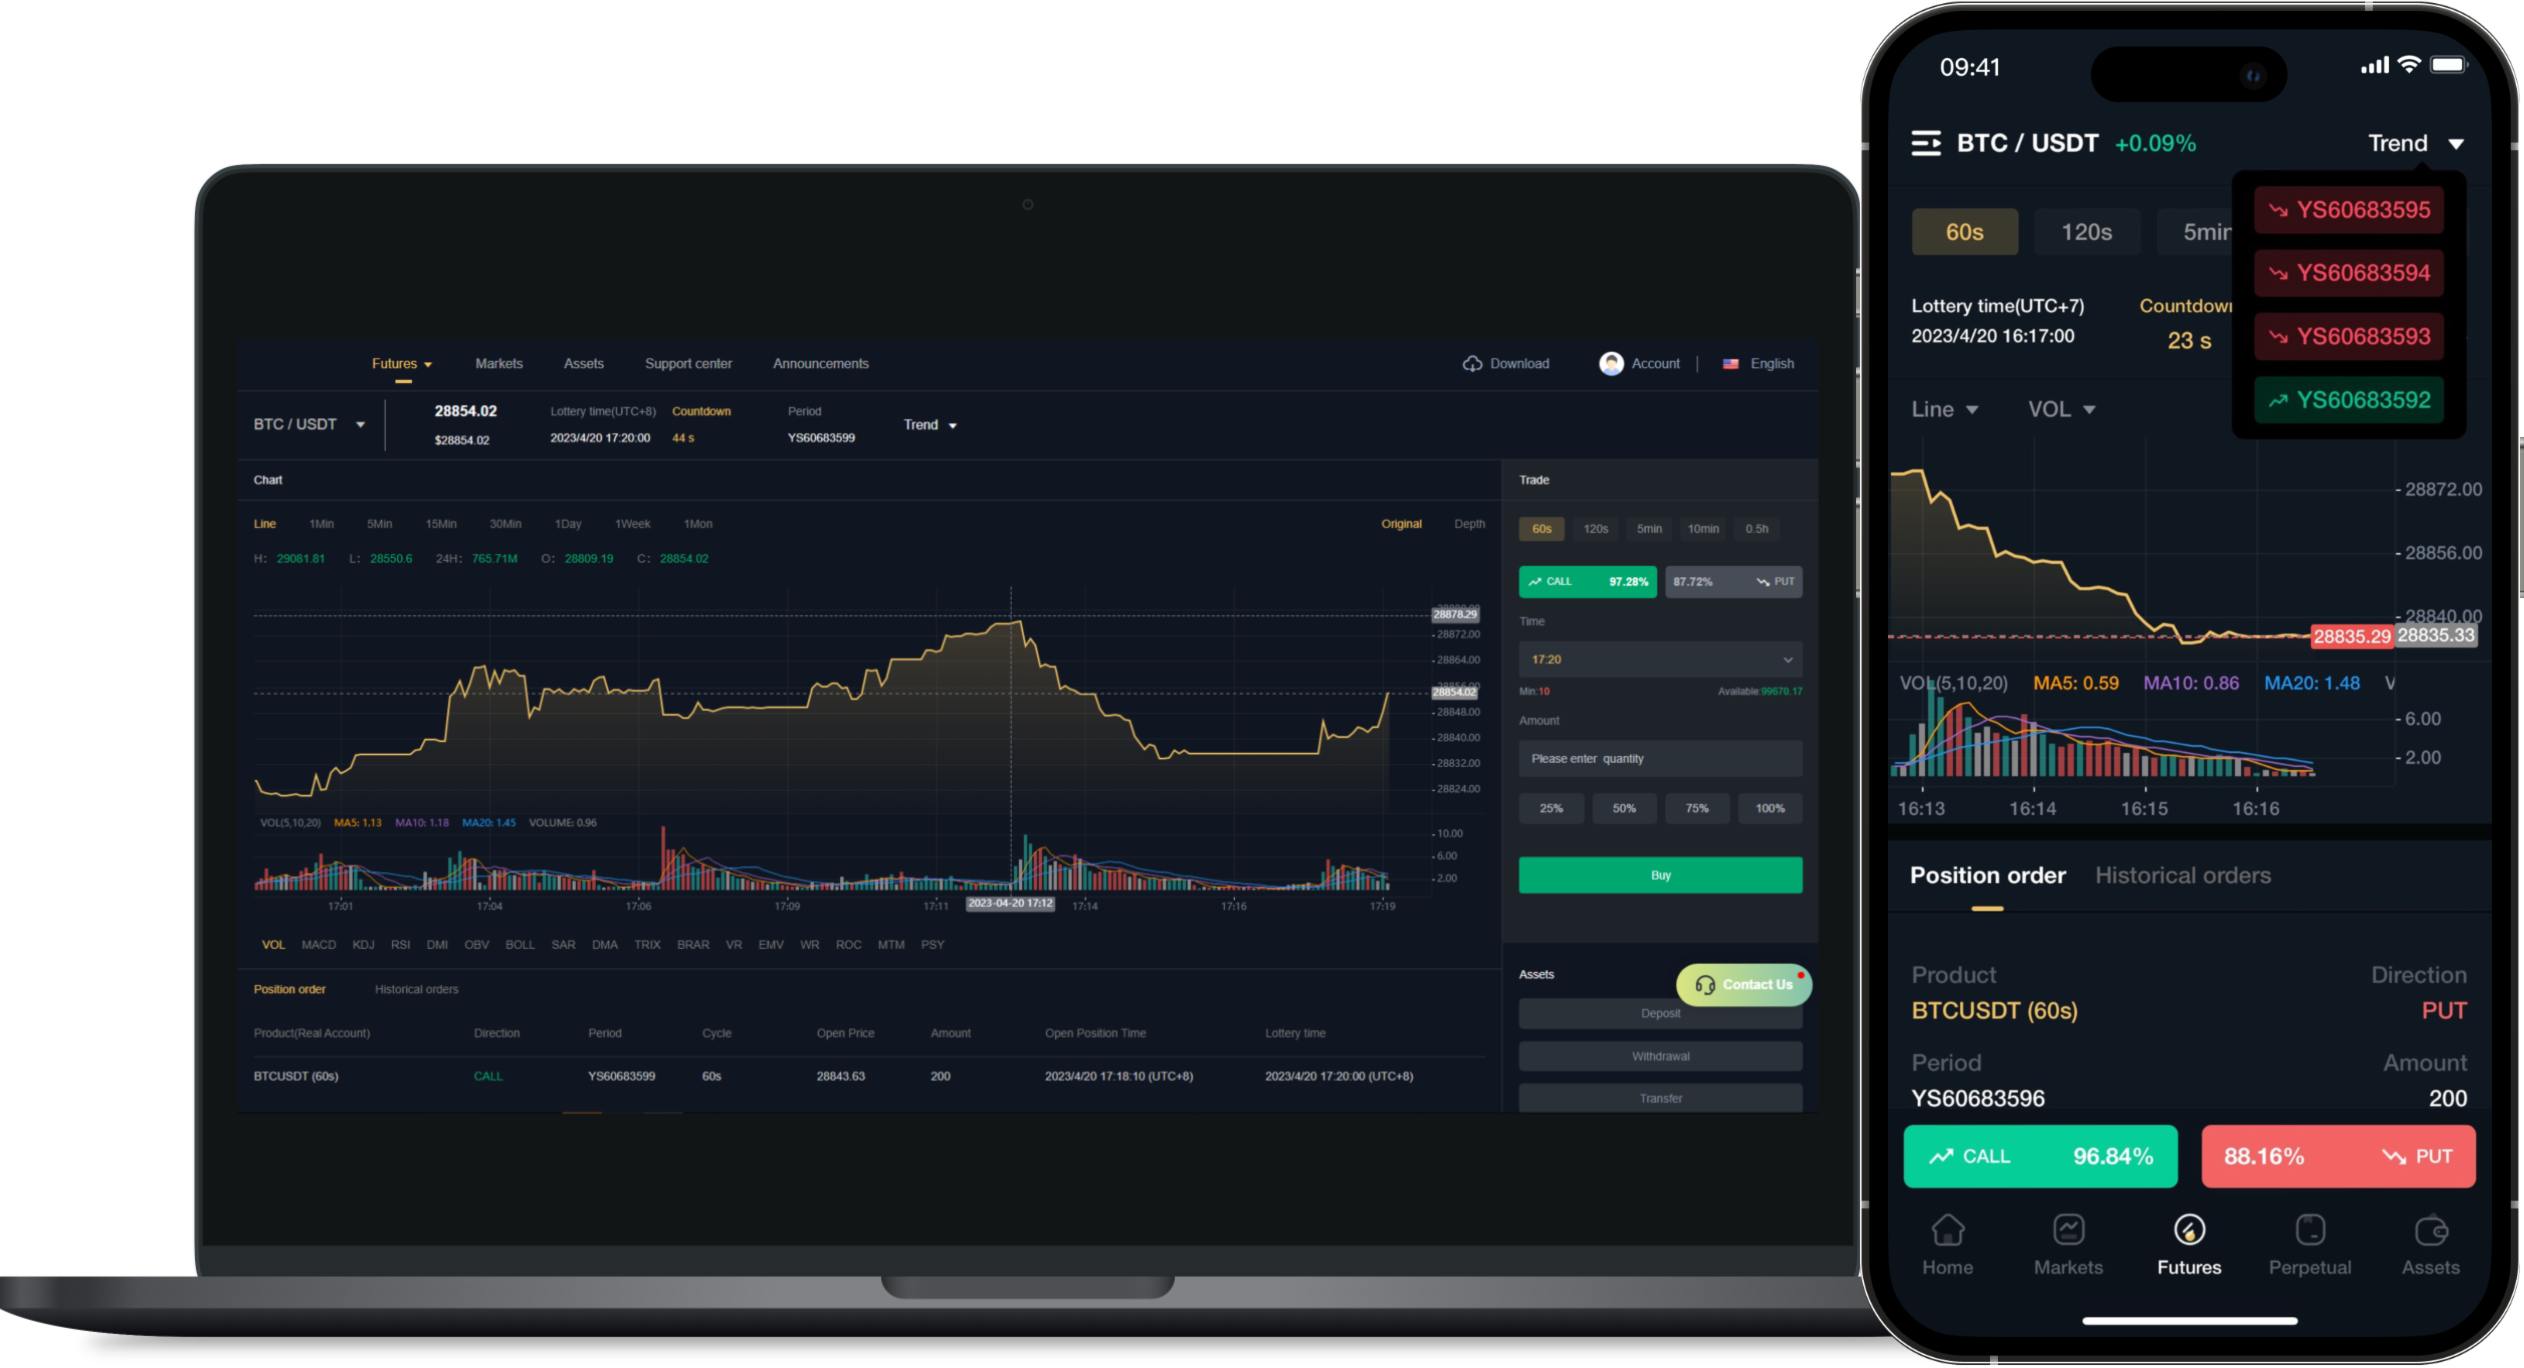 Futures
Markets
Assets
Support center
Announcements
Download
Account
English
BTC / USDT
28854.02
$28854.02
Lottery time(UTC+8)
2023/4/20 17:20:00
Countdown
44 s
Period
YS60683599
Trend
Chart
Line 1Min 5Min 15Min 30Min 1Day 1Week 1Mon
Original Depth
H: 29081.81 L: 28550.6 24H: 765.71M O: 28809.19 C: 28854.02
28878.29
28872.00
28864.00
28854.02
28848.00
28840.00
28832.00
28824.00
VOL(5,10,20) MA5: 1.13 MA10: 1.18 MA20: 1.45 VOLUME: 0.96
10.00
6.00
2.00
17:01 17:04 17:06 17:09 17:11 2023-04-20 17:12 17:14 17:16 17:19
VOL MACD KDJ RSI DMI OBV BOLL SAR DMA TRIX BRAR VR EMV WR ROC MTM PSY
Position order Historical orders
Product(Real Account) Direction Period Cycle Open Price Amount Open Position Time Lottery time
BTCUSDT (60s) CALL YS60683599 60s 28843.63 200 2023/4/20 17:18:10 (UTC+8) 2023/4/20 17:20:00 (UTC+8)
Trade
60s 120s 5min 10min 0.5h
CALL 97.28%
87.72% PUT
Time
17:20
Min:10 Available:99670.17
Amount
Please enter quantity
25% 50% 75% 100%
Buy
Assets
Contact Us
Deposit
Withdrawal
Transfer
09:41
BTC / USDT +0.09%
Trend
60s 120s
YS60683595
YS60683594
YS60683593
YS60683592
Lottery time(UTC+7)
2023/4/20 16:17:00
23 s
Line VOL
28872.00
28856.00
28840.00
28835.29 28835.33
VOL(5,10,20) MA5: 0.59 MA10: 0.86 MA20: 1.48 V
6.00
2.00
16:13 16:14 16:15 16:16
Position order Historical orders
Product Direction
BTCUSDT (60s) PUT
Period Amount
YS60683596 200
CALL 96.84%
88.16% PUT
Home Markets Futures Perpetual Assets